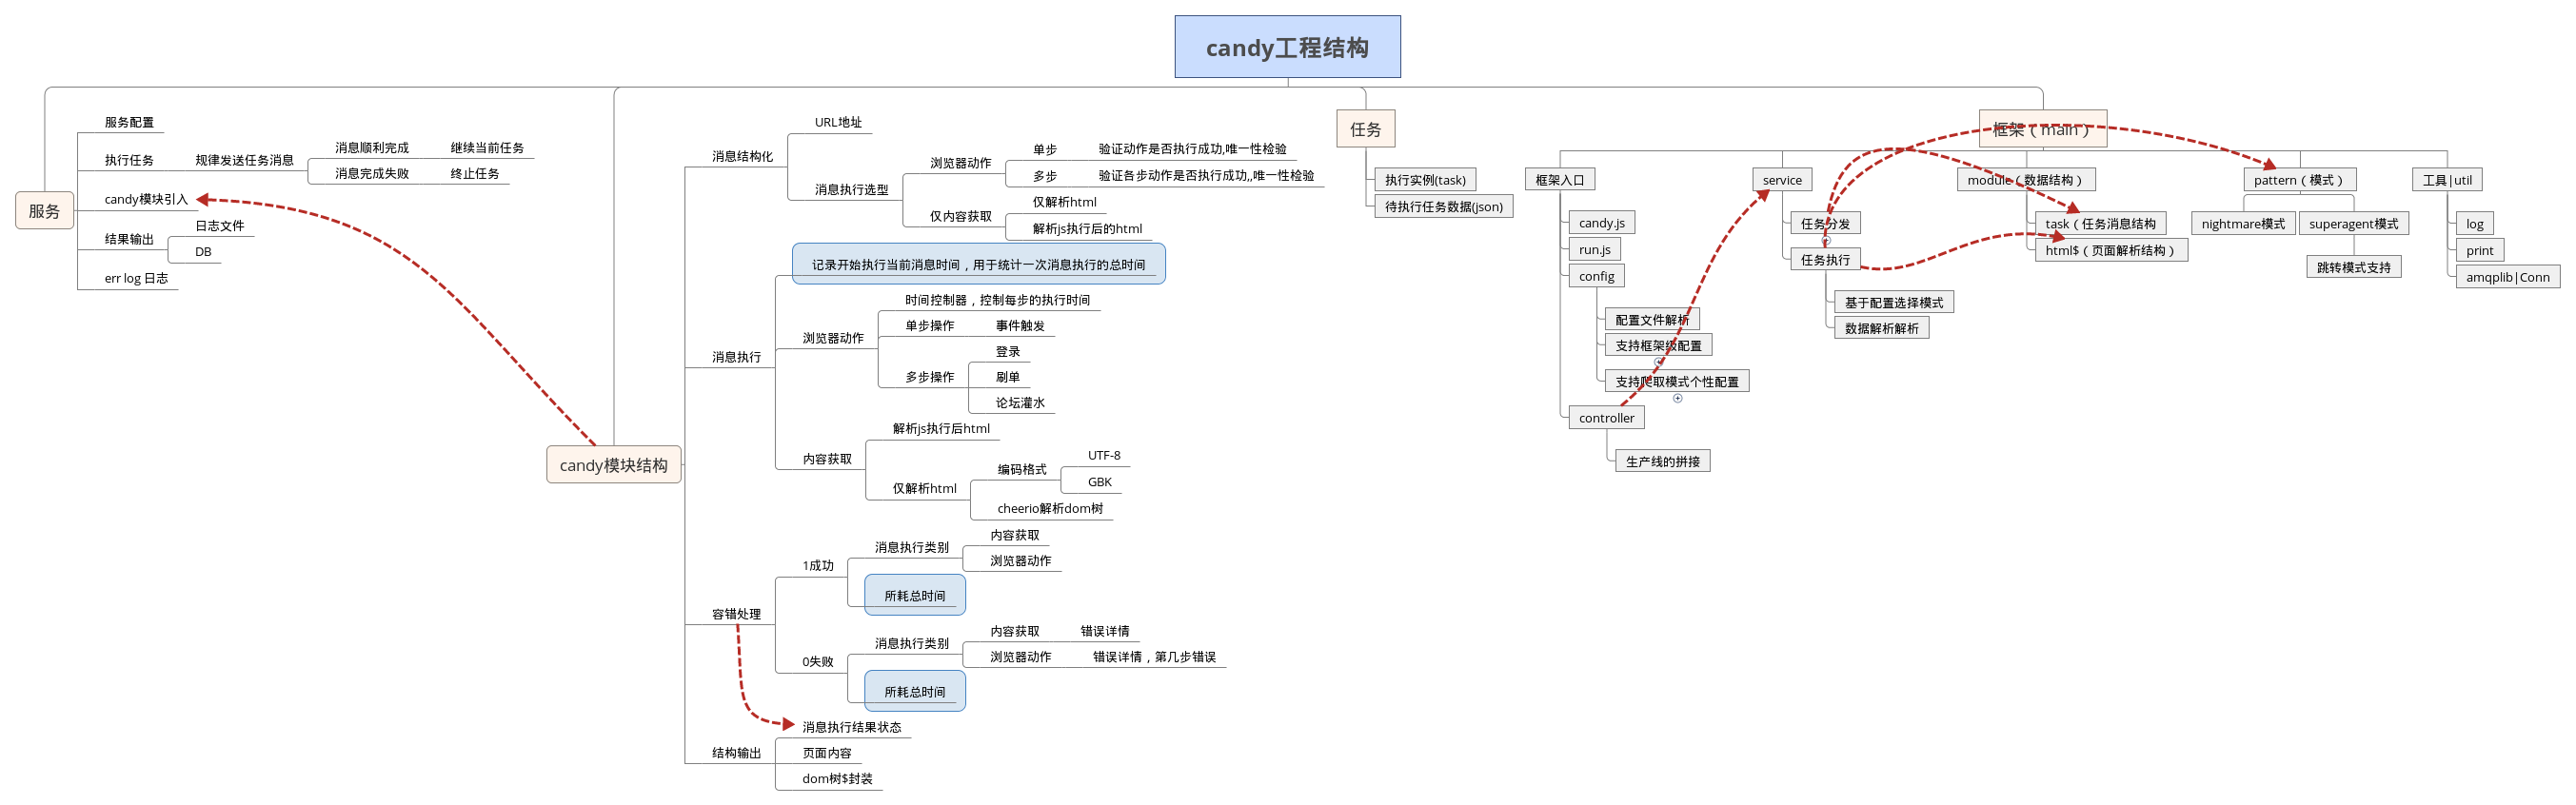 candy工程结构
服务
服务配置
执行任务
规律发送任务消息
消息顺利完成
继续当前任务
消息完成失败
终止任务
candy模块引入
结果输出
日志文件
DB
err log 日志
candy模块结构
消息结构化
URL地址
消息执行选型
浏览器动作
单步
验证动作是否执行成功,唯一性检验
多步
验证各步动作是否执行成功,,唯一性检验
仅内容获取
仅解析html
解析js执行后的html
消息执行
记录开始执行当前消息时间，用于统计一次消息执行的总时间
浏览器动作
时间控制器，控制每步的执行时间
单步操作
事件触发
多步操作
登录
刷单
论坛灌水
内容获取
解析js执行后html
仅解析html
编码格式
UTF-8
GBK
cheerio解析dom树
容错处理
1成功
消息执行类别
内容获取
浏览器动作
所耗总时间
0失败
消息执行类别
内容获取
错误详情
浏览器动作
错误详情，第几步错误
所耗总时间
结构输出
消息执行结果状态
页面内容
dom树$封装
任务
执行实例(task)
待执行任务数据(json)
框架（main）
框架入口
candy.js
run.js
config
配置文件解析
支持框架级配置
支持爬取模式个性配置
controller
生产线的拼接
service
任务分发
任务执行
基于配置选择模式
数据解析解析
module（数据结构）
task（任务消息结构
html$（页面解析结构）
pattern（模式）
nightmare模式
superagent模式
跳转模式支持
工具|util
log
print
amqplib|Conn